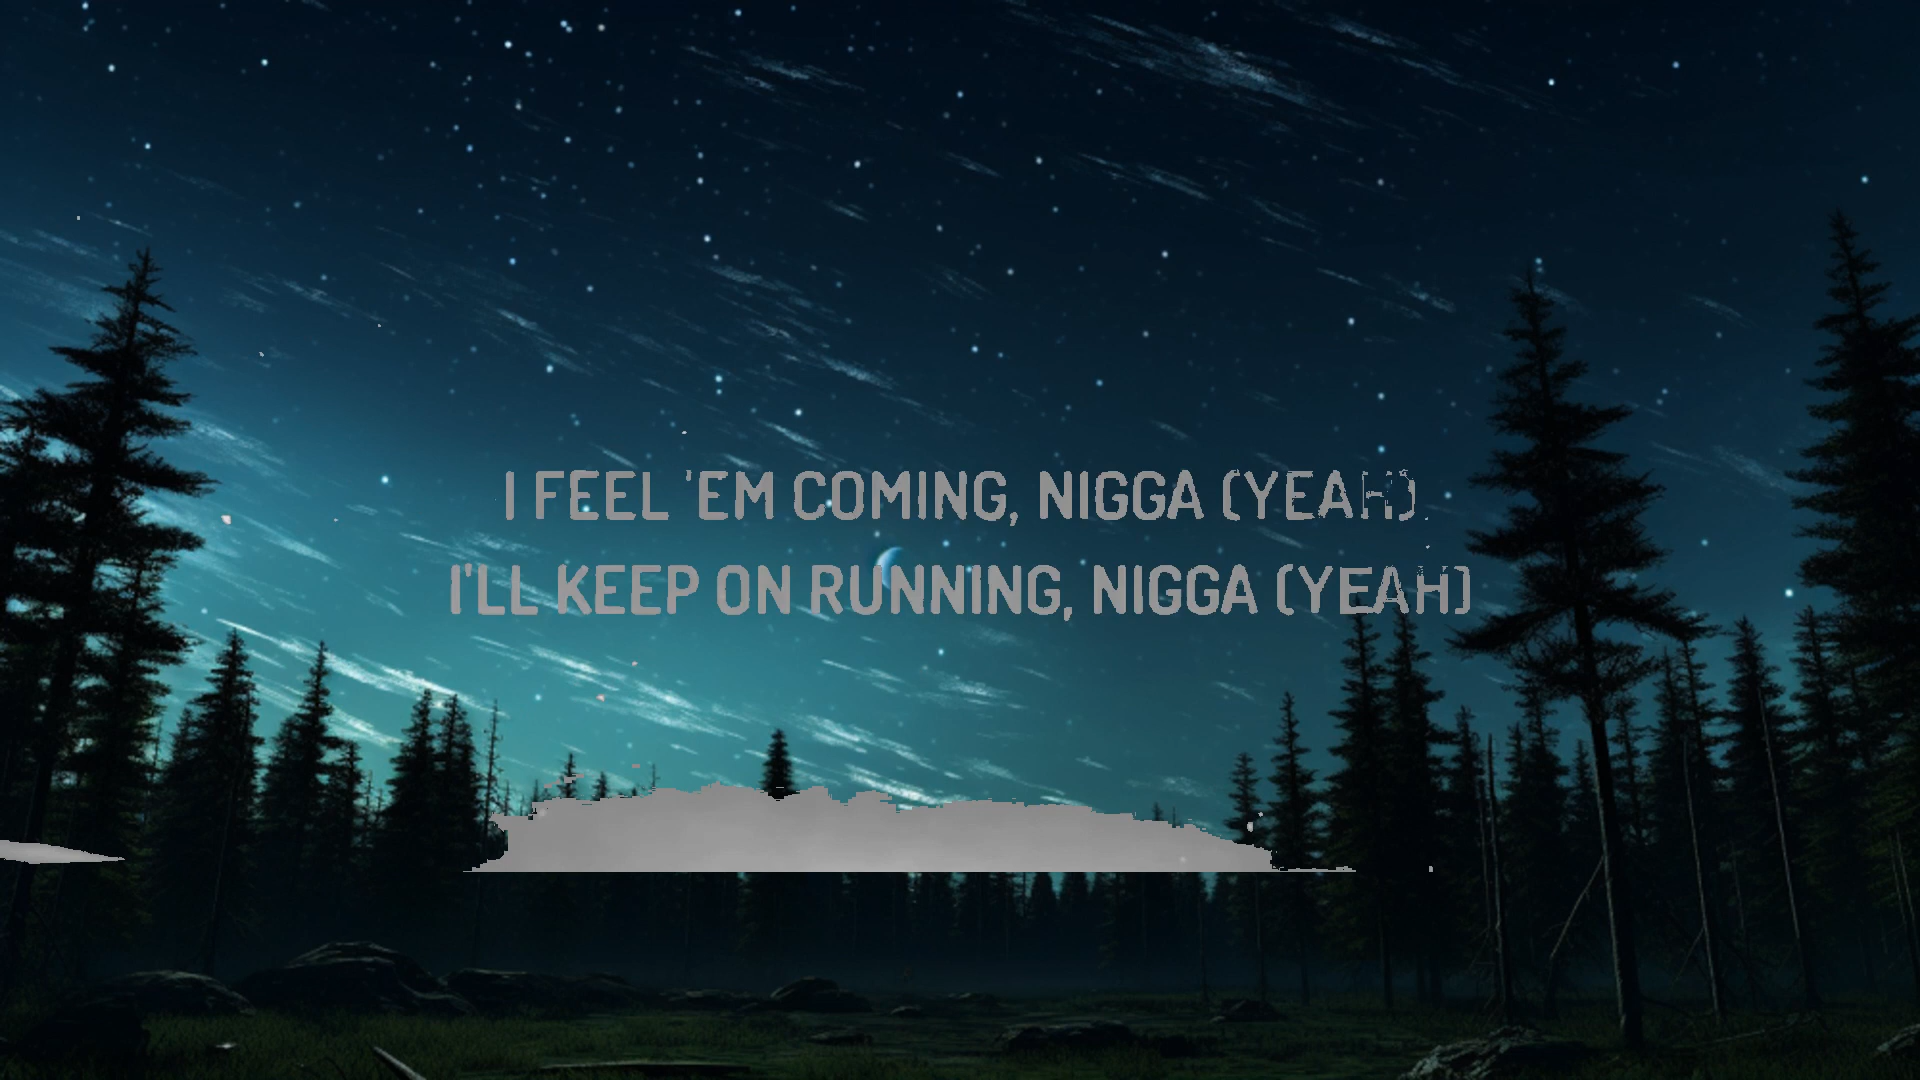 I FEEL 'EM COMING, NIGGA (YEAH)
I'LL KEEP ON RUNNING, NIGGA (YEAH)